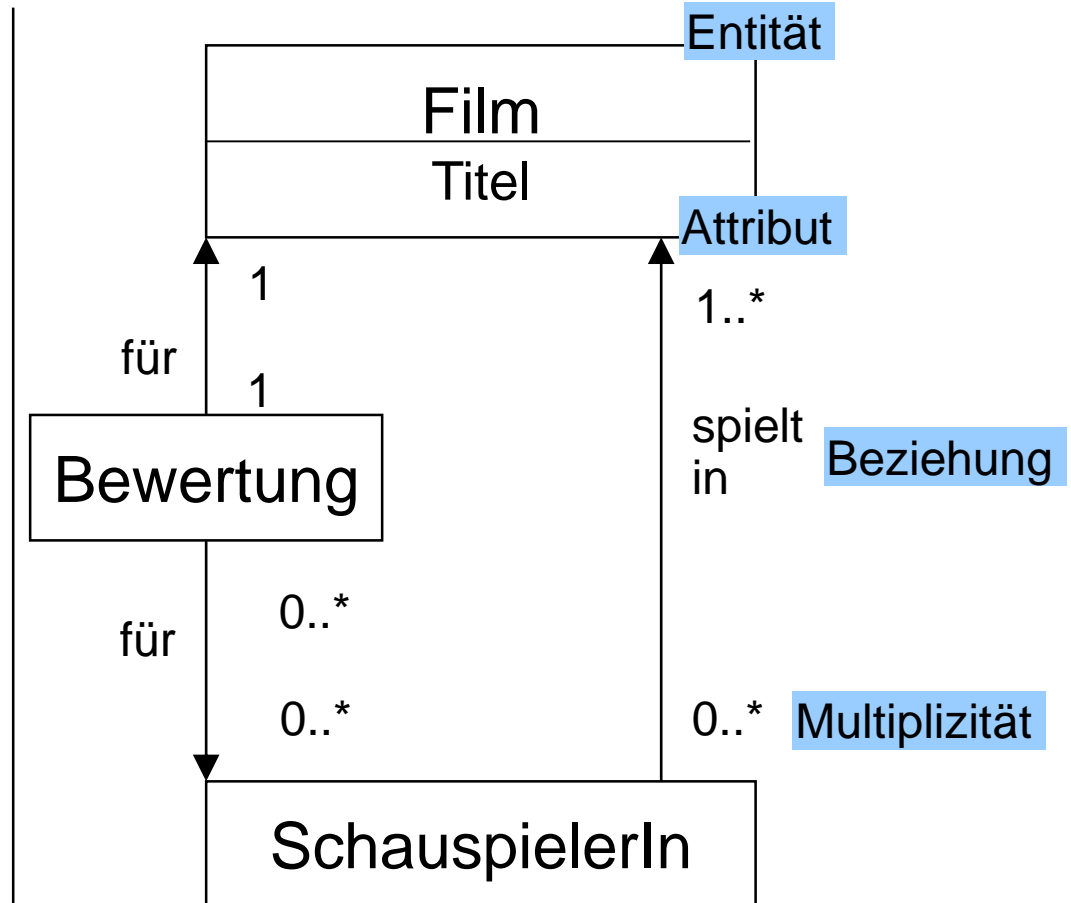 Entität
Film
Titel
Attribut
1
1..*
für
1
spielt
in
Beziehung
Bewertung
0..*
für
0..*
0..*
Multiplizität
SchauspielerIn